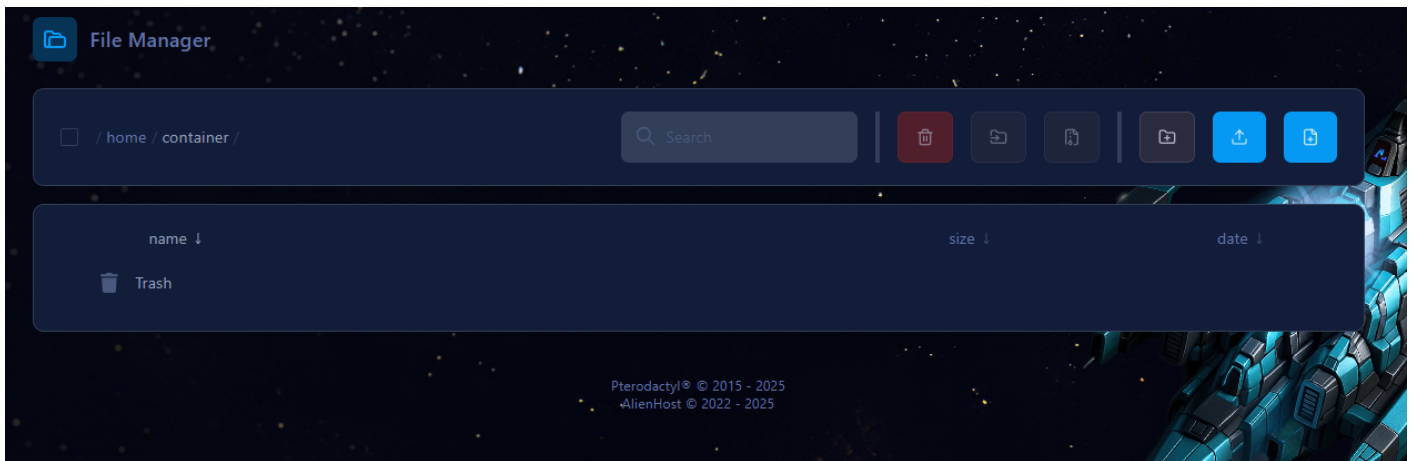 File Manager
/ home / container /
Search
name ↓
size ↓
date ↓
Trash
Pterodactyl® © 2015 - 2025
AlienHost © 2022 - 2025